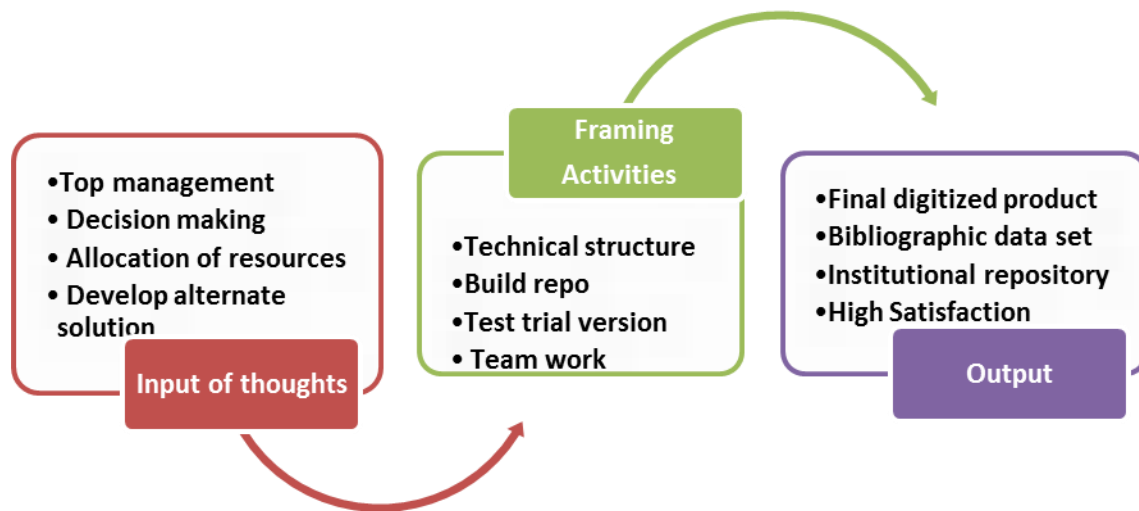 •Top management
• Decision making
• Allocation of resources
• Develop alternate
solution
Input of thoughts
Framing
Activities
•Technical structure
•Build repo
•Test trial version
• Team work
•Final digitized product
•Bibliographic data set
•Institutional repository
•High Satisfaction
Output